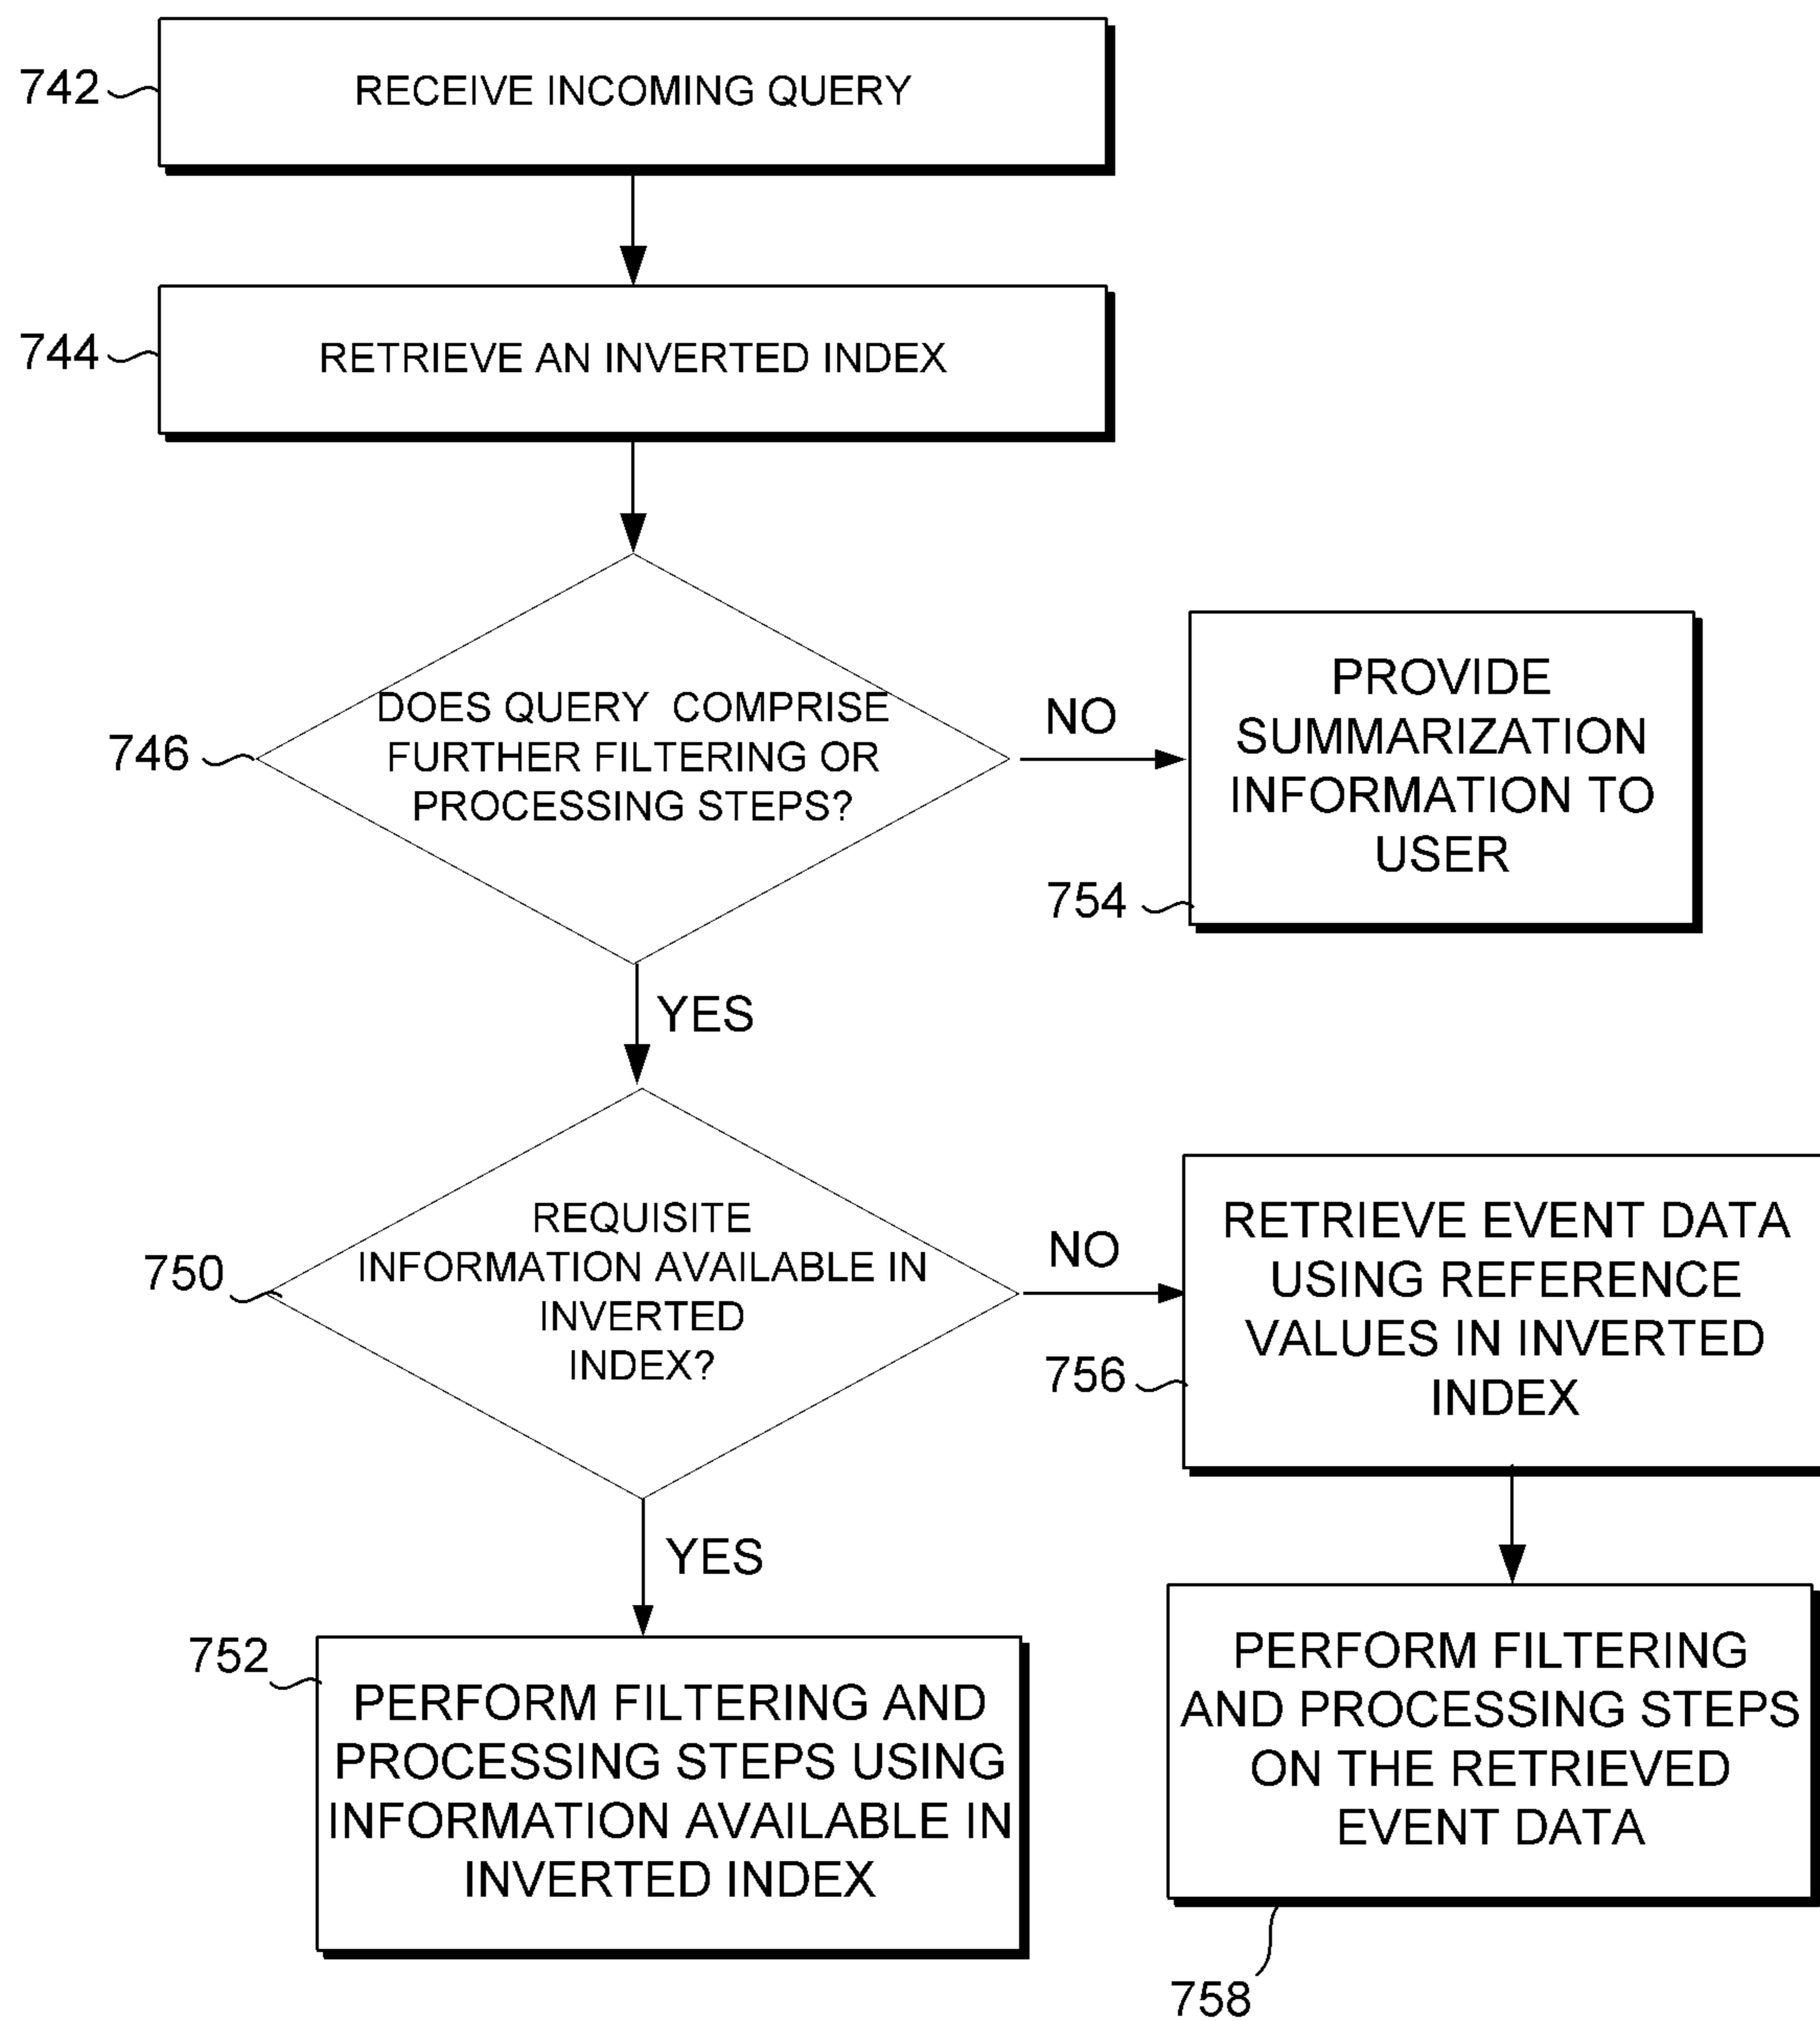 742
RECEIVE INCOMING QUERY
744
RETRIEVE AN INVERTED INDEX
746
DOES QUERY COMPRISE
FURTHER FILTERING OR
PROCESSING STEPS?
NO
PROVIDE
SUMMARIZATION
INFORMATION TO
USER
754
YES
750
REQUISITE
INFORMATION AVAILABLE IN
INVERTED
INDEX?
NO
RETRIEVE EVENT DATA
USING REFERENCE
VALUES IN INVERTED
INDEX
756
YES
752
PERFORM FILTERING AND
PROCESSING STEPS USING
INFORMATION AVAILABLE IN
INVERTED INDEX
PERFORM FILTERING
AND PROCESSING STEPS
ON THE RETRIEVED
EVENT DATA
758